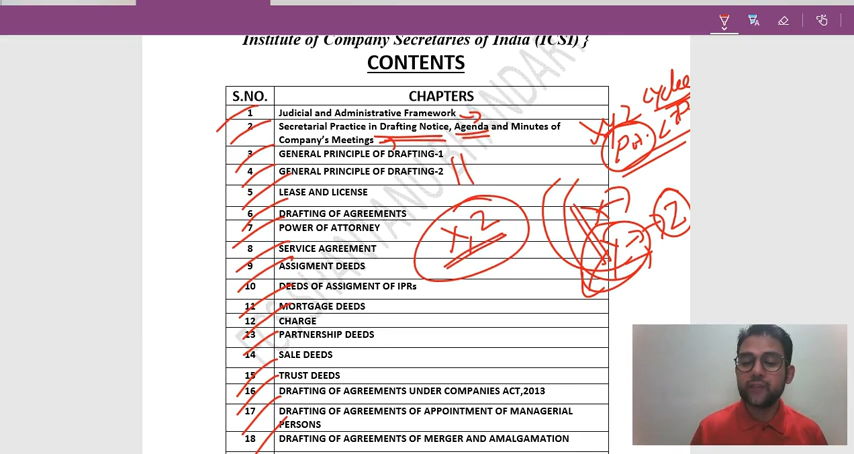 Institute of Company Secretaries of India (ICSI) }
CONTENTS
S.NO. CHAPTERS
1 Judicial and Administrative Framework
2 Secretarial Practice in Drafting Notice, Agenda and Minutes of
Company's Meetings
3 GENERAL PRINCIPLE OF DRAFTING-1
4 GENERAL PRINCIPLE OF DRAFTING-2
5 LEASE AND LICENSE
6 DRAFTING OF AGREEMENTS
7 POWER OF ATTORNEY
8 SERVICE AGREEMENT
9 ASSIGMENT DEEDS
10 DEEDS OF ASSIGMENT OF IPRs
11 MORTGAGE DEEDS
12 CHARGE
13 PARTNERSHIP DEEDS
14 SALE DEEDS
15 TRUST DEEDS
16 DRAFTING OF AGREEMENTS UNDER COMPANIES ACT,2013
17 DRAFTING OF AGREEMENTS OF APPOINTMENT OF MANAGERIAL
PERSONS
18 DRAFTING OF AGREEMENTS OF MERGER AND AMALGAMATION
xyz
xyz